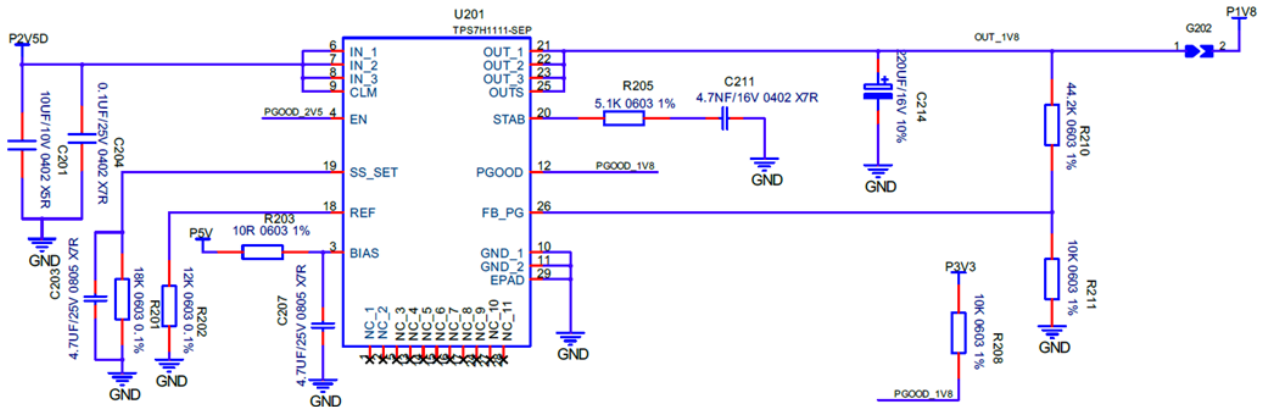 U201
TPS7H1111-SEP
P2V5D
P1V8
G202
OUT_1V8
1
2
6
7
8
9
4
19
18
3
IN_1
IN_2
IN_3
CLM
EN
SS_SET
REF
BIAS
OUT_1
OUT_2
OUT_3
OUTS
STAB
PGOOD
FB_PG
GND_1
GND_2
EPAD
21
22
23
25
20
12
26
10
11
29
PGOOD_2V5
R205
5.1K 0603 1%
C211
4.7NF/16V 0402 X7R
GND
PGOOD_1V8
C214
220UF/16V 10%
GND
R210
44.2K 0603 1%
R211
10K 0603 1%
GND
C201
10UF/10V 0402 X5R
C204
0.1UF/25V 0402 X7R
GND
C203
4.7UF/25V 0805 X7R
R201
18K 0603 0.1%
GND
R202
12K 0603 0.1%
GND
P5V
R203
10R 0603 1%
C207
4.7UF/25V 0805 X7R
GND
NC_1
NC_2
NC_3
NC_4
NC_5
NC_6
NC_7
NC_8
NC_9
NC_10
NC_11
GND
P3V3
R208
10K 0603 1%
PGOOD_1V8